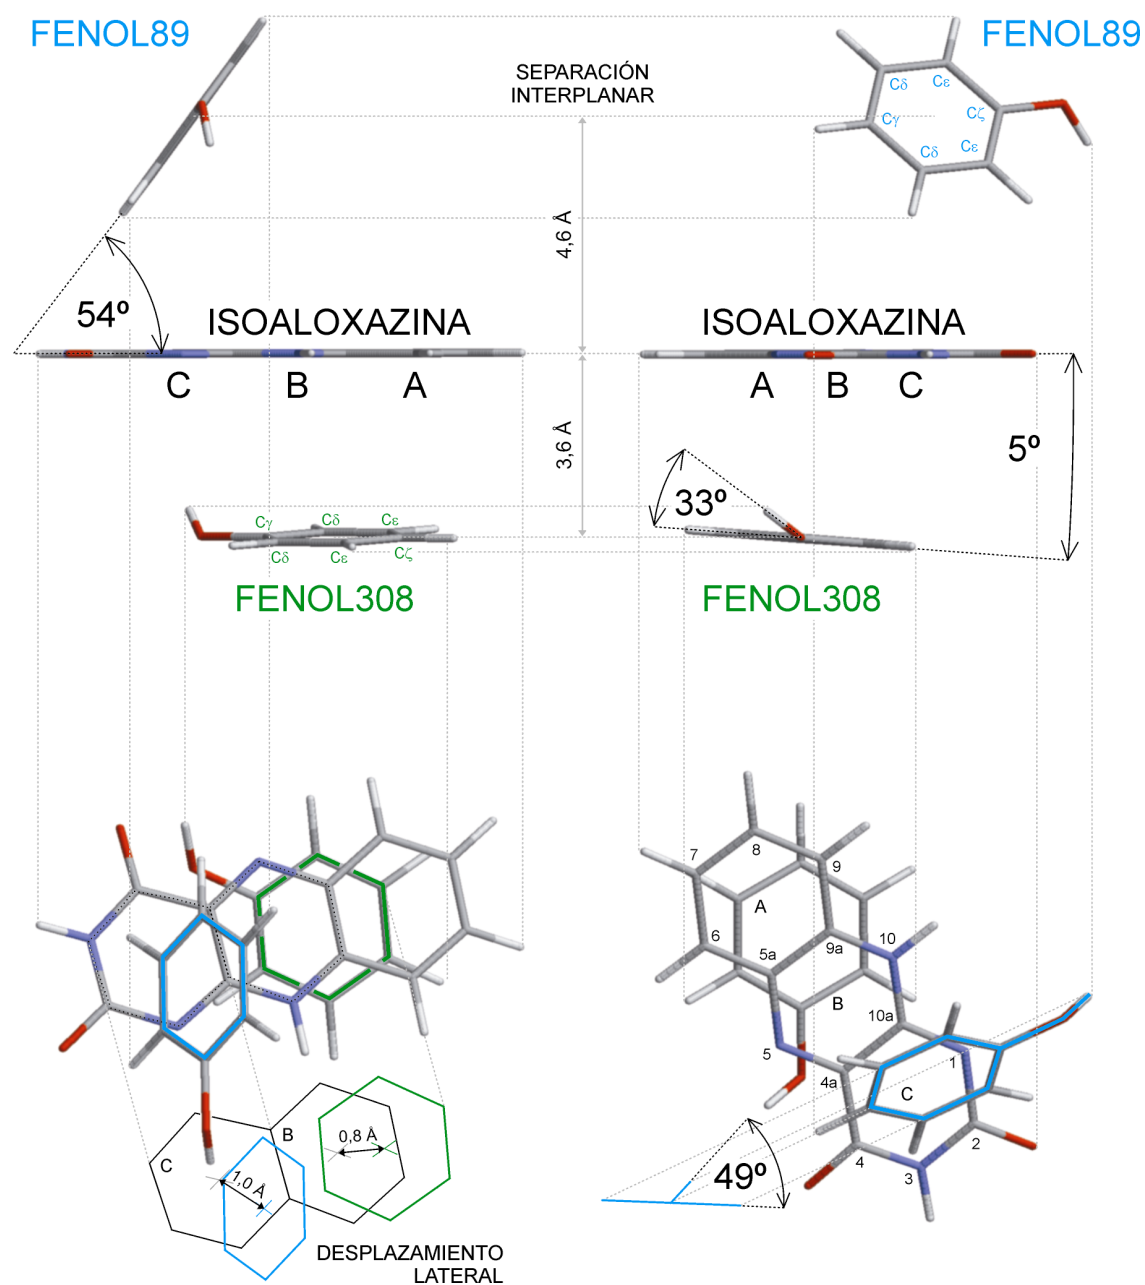 FENOL89
FENOL89
SEPARACIÓN
INTERPLANAR
Cδ
Cε
Cγ
Cζ
Cδ
Cε
4,6 Å
54º
ISOALOXAZINA
ISOALOXAZINA
C
B
A
A
B
C
3,6 Å
5º
33º
Cγ
Cδ
Cε
Cδ
Cε
Cζ
FENOL308
FENOL308
8
7
9
A
6
10
5a
9a
B
10a
5
1
4a
C
2
4
3
49º
B
0,8 Å
C
1,0 Å
DESPLAZAMIENTO
LATERAL